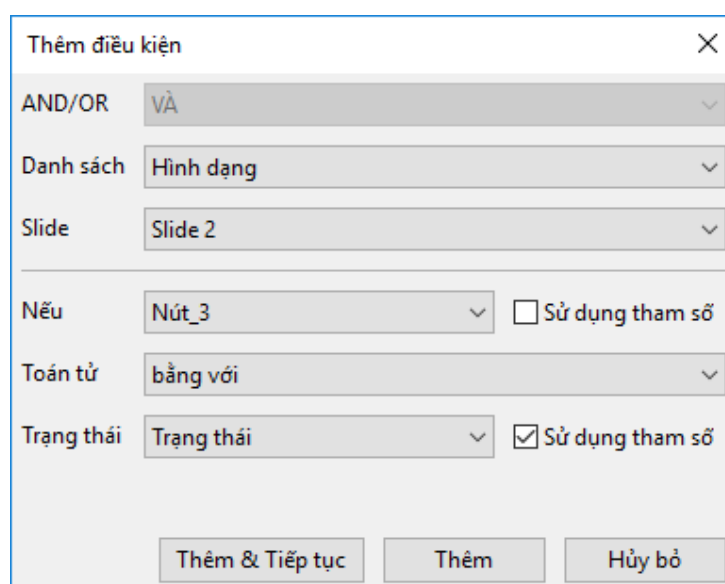 Thêm điều kiện
AND/OR VÀ
Danh sách Hình dạng
Slide Slide 2
Nếu Nút_3 Sử dụng tham số
Toán tử bằng với
Trạng thái Trạng thái Sử dụng tham số
Thêm & Tiếp tục Thêm Hủy bỏ